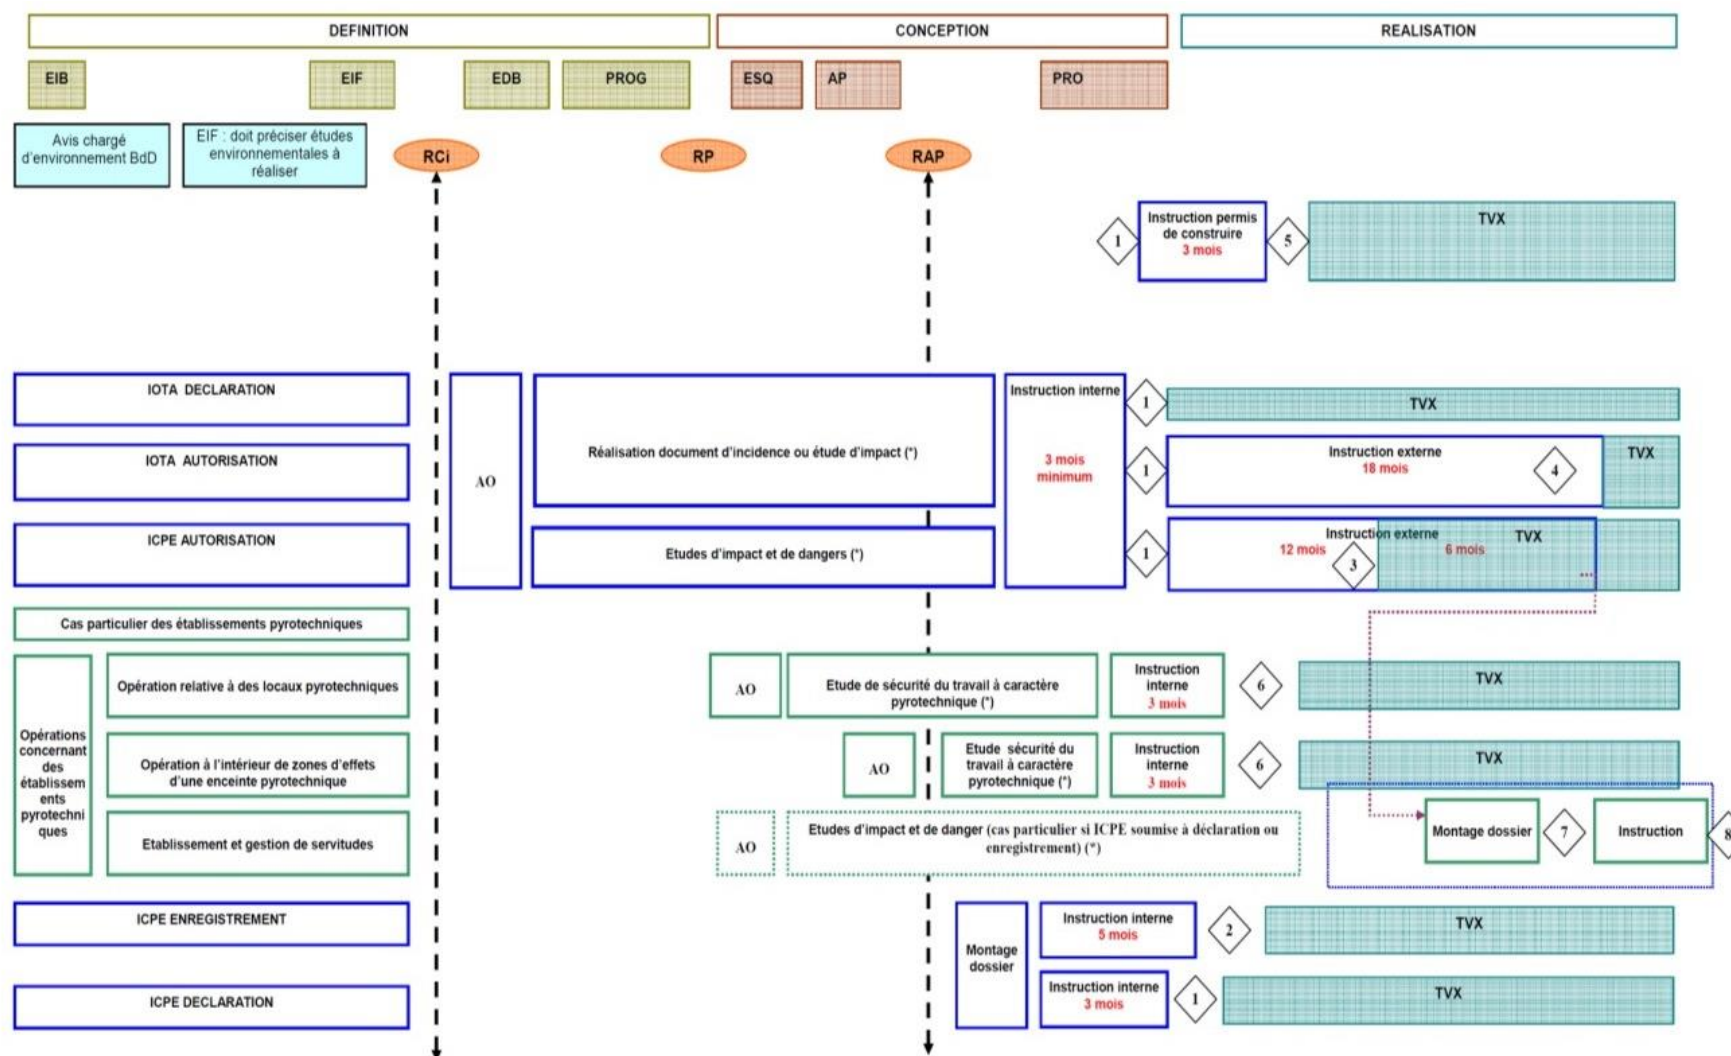 DEFINITION
CONCEPTION
REALISATION
EIB
EIF
EDB
PROG
ESQ
AP
PRO
Avis chargé
d'environnement BdD
EIF : doit préciser études
environnementales à
réaliser
RCi
RP
RAP
1
Instruction permis
de construire
3 mois
5
TVX
IOTA DECLARATION
IOTA AUTORISATION
ICPE AUTORISATION
AO
Réalisation document d'incidence ou étude d'impact (*)
Etudes d'impact et de dangers (*)
Instruction interne
3 mois
minimum
1
TVX
1
Instruction externe
18 mois
4
TVX
1
Instruction externe
12 mois
3
6 mois
TVX
Cas particulier des établissements pyrotechniques
Opérations
concernant
des
établissem
ents
pyrotechni
ques
Opération relative à des locaux pyrotechniques
AO
Etude de sécurité du travail à caractère
pyrotechnique (*)
Instruction
interne
3 mois
6
TVX
Opération à l'intérieur de zones d'effets
d'une enceinte pyrotechnique
AO
Etude sécurité du
travail à caractère
pyrotechnique (*)
Instruction
interne
3 mois
6
TVX
Etablissement et gestion de servitudes
AO
Etudes d'impact et de danger (cas particulier si ICPE soumise à déclaration ou
enregistrement) (*)
Montage dossier
7
Instruction
8
ICPE ENREGISTREMENT
Montage
dossier
Instruction interne
5 mois
2
TVX
ICPE DECLARATION
Instruction interne
3 mois
1
TVX